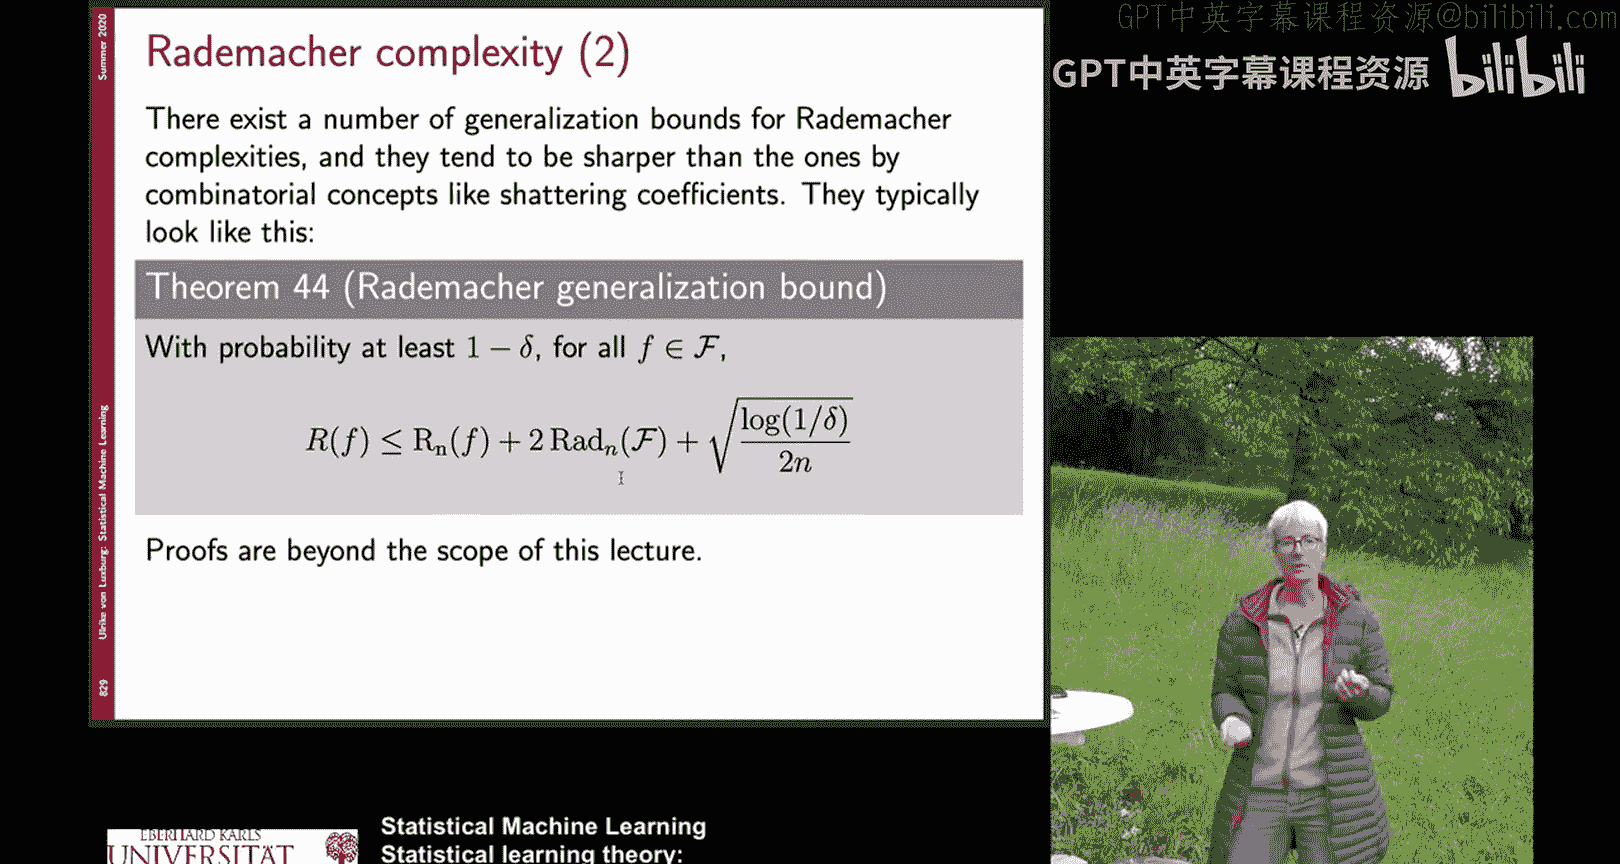 GPT中英字幕课程资源@bilibili.com
GPT中英字幕课程资源 bilibili
Summer 2020
Rademacher complexity (2)
There exist a number of generalization bounds for Rademacher
complexities, and they tend to be sharper than the ones by
combinatorial concepts like shattering coefficients. They typically
look like this:
Theorem 44 (Rademacher generalization bound)
With probability at least 1 − δ, for all f ∈ ℱ,
R(f) ≤ Rₙ(f) + 2 Radₙ(ℱ) + √(log(1/δ)/2n)
Proofs are beyond the scope of this lecture.
Ulrike von Luxburg: Statistical Machine Learning
829
EBERHARD KARLS
UNIVERSITÄT
Statistical Machine Learning
Statistical learning theory: